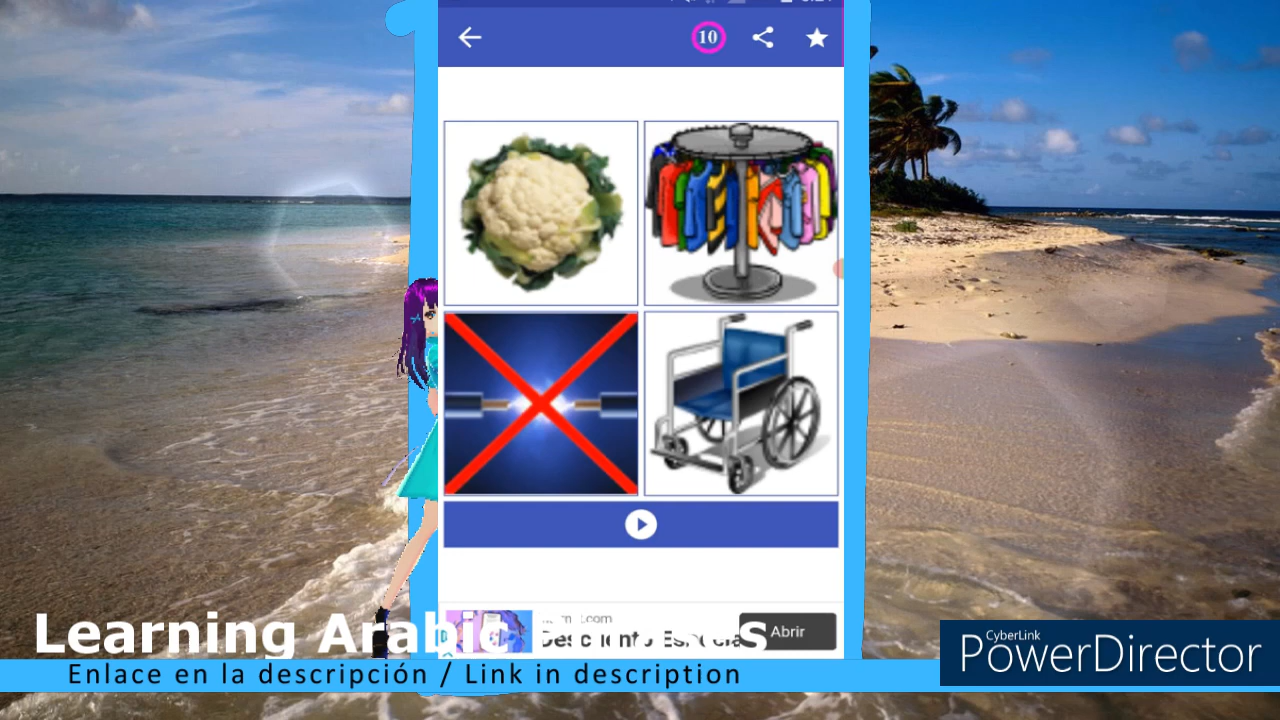 10
Learning Arabic
Abrir
Enlace en la descripción / Link in description
CyberLink
PowerDirector